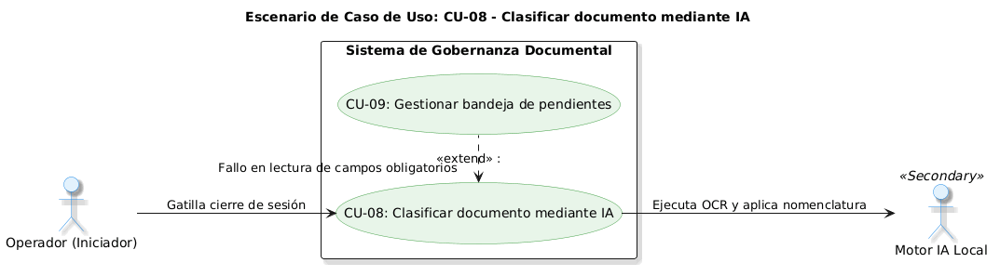 Escenario de Caso de Uso: CU-08 - Clasificar documento mediante IA
Sistema de Gobernanza Documental
CU-09: Gestionar bandeja de pendientes
«extend» :
Fallo en lectura de campos obligatorios
«Secondary»
Gatilla cierre de sesión
CU-08: Clasificar documento mediante IA
Ejecuta OCR y aplica nomenclatura
Operador (Iniciador)
Motor IA Local